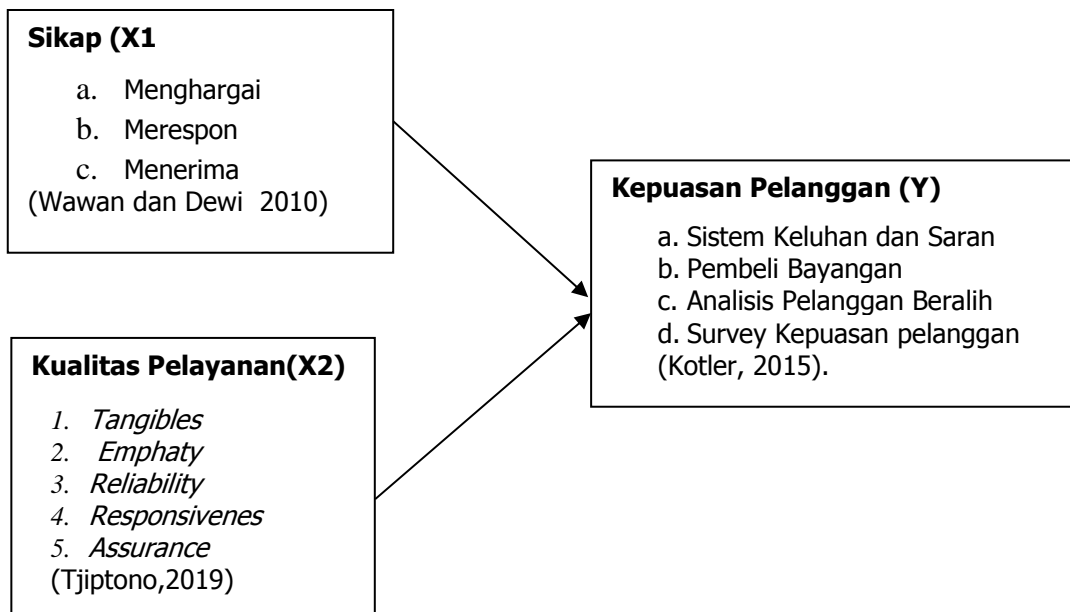 Sikap (X1
a. Menghargai
b. Merespon
c. Menerima
(Wawan dan Dewi 2010)
Kepuasan Pelanggan (Y)
a. Sistem Keluhan dan Saran
b. Pembeli Bayangan
c. Analisis Pelanggan Beralih
d. Survey Kepuasan pelanggan
(Kotler, 2015).
Kualitas Pelayanan(X2)
1. Tangibles
2. Emphaty
3. Reliability
4. Responsivenes
5. Assurance
(Tjiptono,2019)